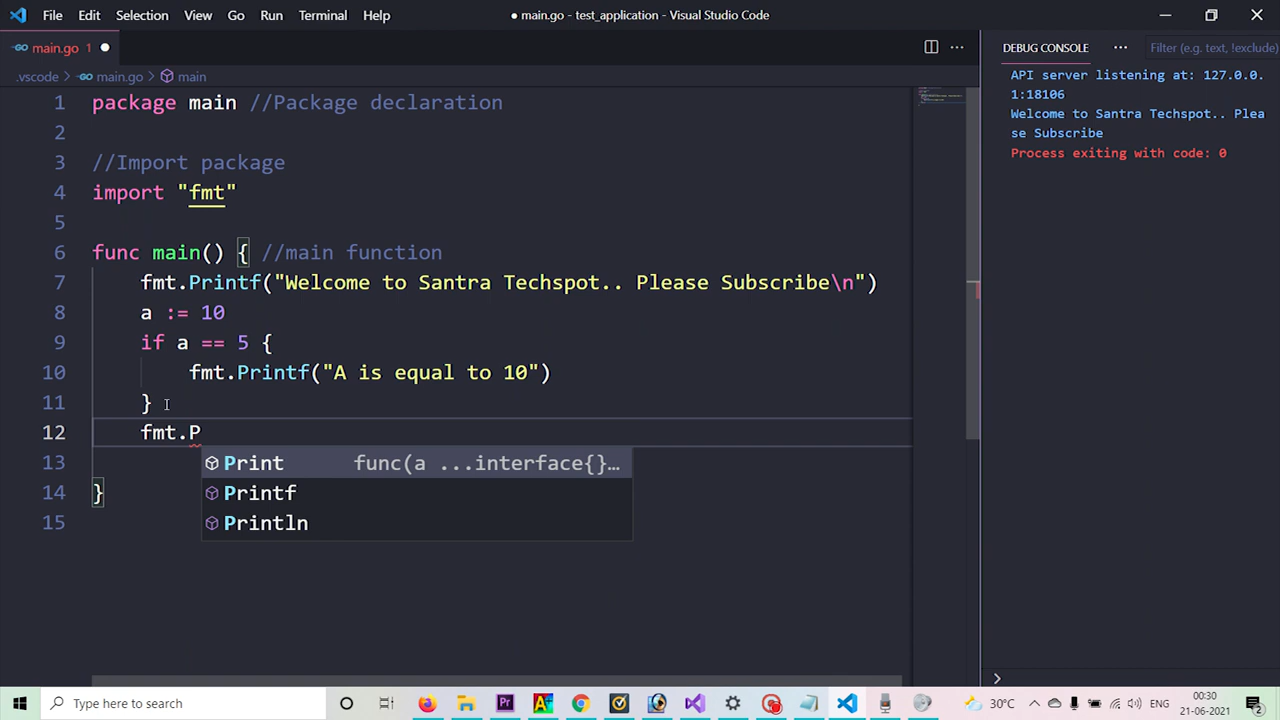 File Edit Selection View Go Run Terminal Help
● main.go - test_application - Visual Studio Code
main.go 1 ●
.vscode > main.go > main
1 package main //Package declaration
2
3 //Import package
4 import "fmt"
5
6 func main() { //main function
7 fmt.Printf("Welcome to Santra Techspot.. Please Subscribe\n")
8 a := 10
9 if a == 5 {
10 fmt.Printf("A is equal to 10")
11 }
12 fmt.P
Print func(a ...interface{}…
Printf
Println
13
14 }
15
DEBUG CONSOLE ··· Filter (e.g. text, !exclude)
API server listening at: 127.0.0.
1:18106
Welcome to Santra Techspot.. Plea
se Subscribe
Process exiting with code: 0
Type here to search
30°C ENG 00:30
21-06-2021 2